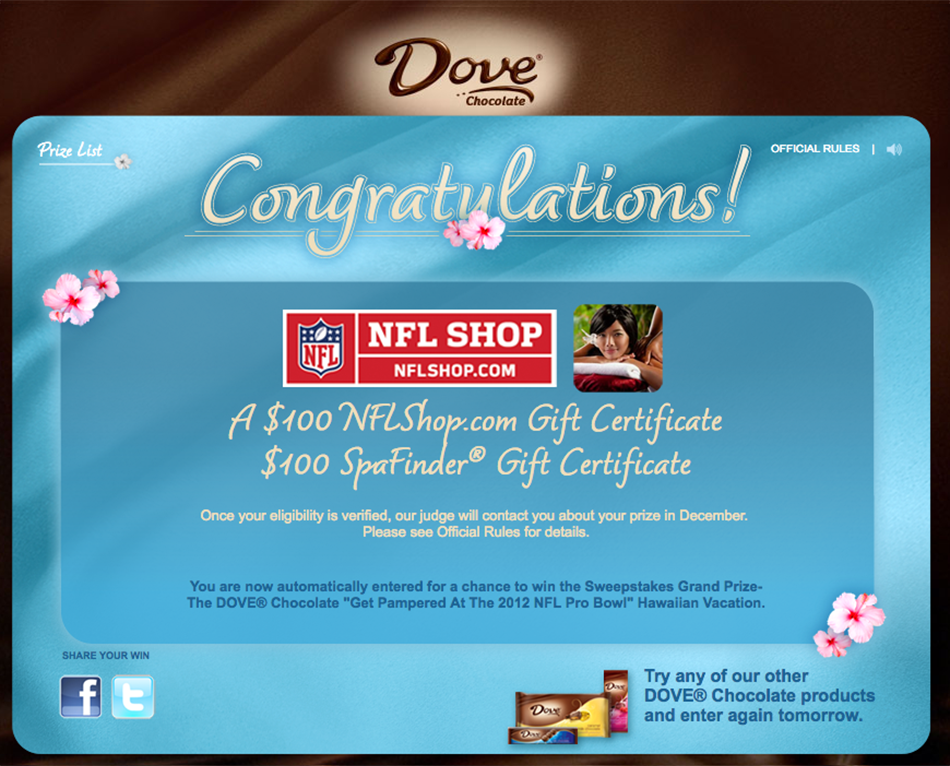 DOVE®
Chocolate
Prize List
OFFICIAL RULES |
Congratulations!
NFL
NFL SHOP
NFLSHOP.COM
A $100 NFLShop.com Gift Certificate
$100 SpaFinder® Gift Certificate
Once your eligibility is verified, our judge will contact you about your prize in December.
Please see Official Rules for details.
You are now automatically entered for a chance to win the Sweepstakes Grand Prize-
The DOVE® Chocolate "Get Pampered At The 2012 NFL Pro Bowl" Hawaiian Vacation.
SHARE YOUR WIN
f
t
Dove
Dove
Dove
Try any of our other
DOVE® Chocolate products
and enter again tomorrow.